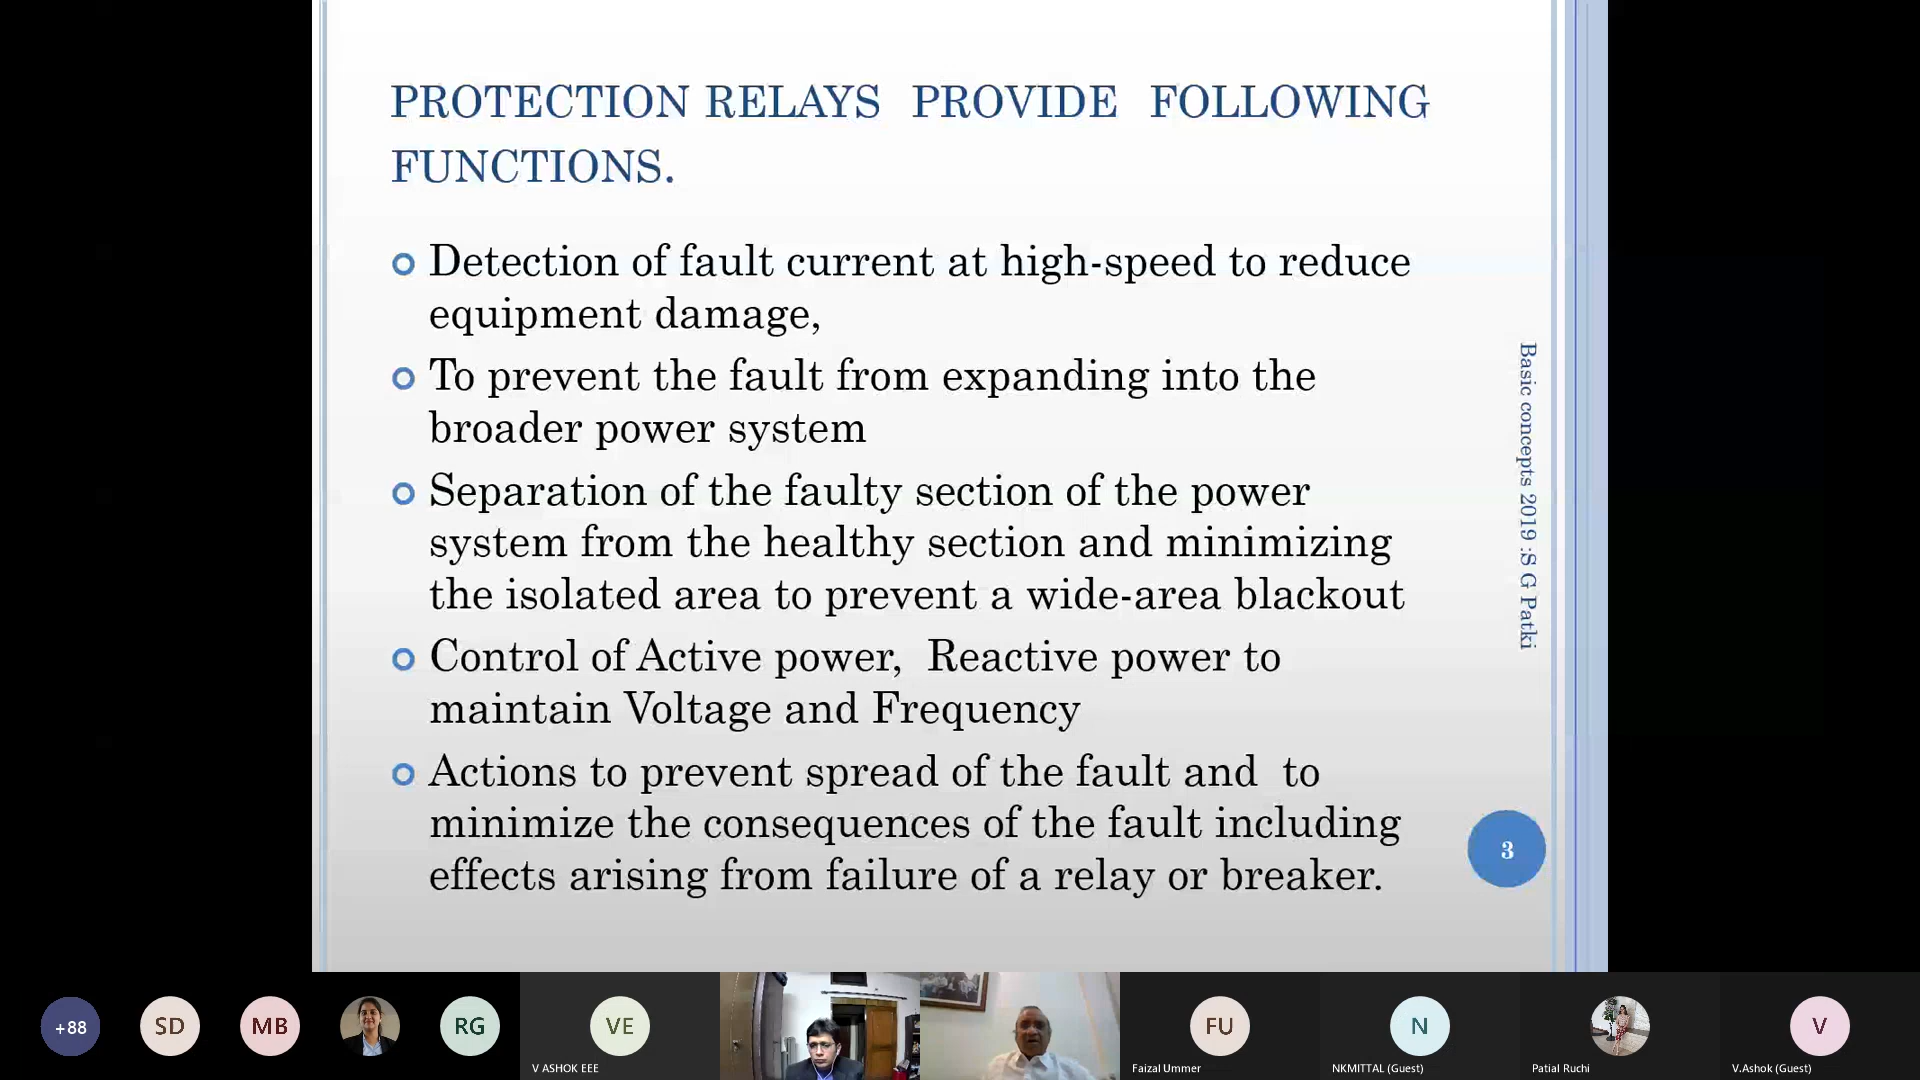 PROTECTION RELAYS PROVIDE FOLLOWING
FUNCTIONS.
Detection of fault current at high-speed to reduce
equipment damage,
To prevent the fault from expanding into the
broader power system
Separation of the faulty section of the power
system from the healthy section and minimizing
the isolated area to prevent a wide-area blackout
Control of Active power, Reactive power to
maintain Voltage and Frequency
Actions to prevent spread of the fault and to
minimize the consequences of the fault including
effects arising from failure of a relay or breaker.
Basic concepts 2019 :S G Patki
3
+88
SD
MB
RG
VE
V ASHOK EEE
FU
Faizal Ummer
N
NKMITTAL (Guest)
Patial Ruchi
V
V.Ashok (Guest)